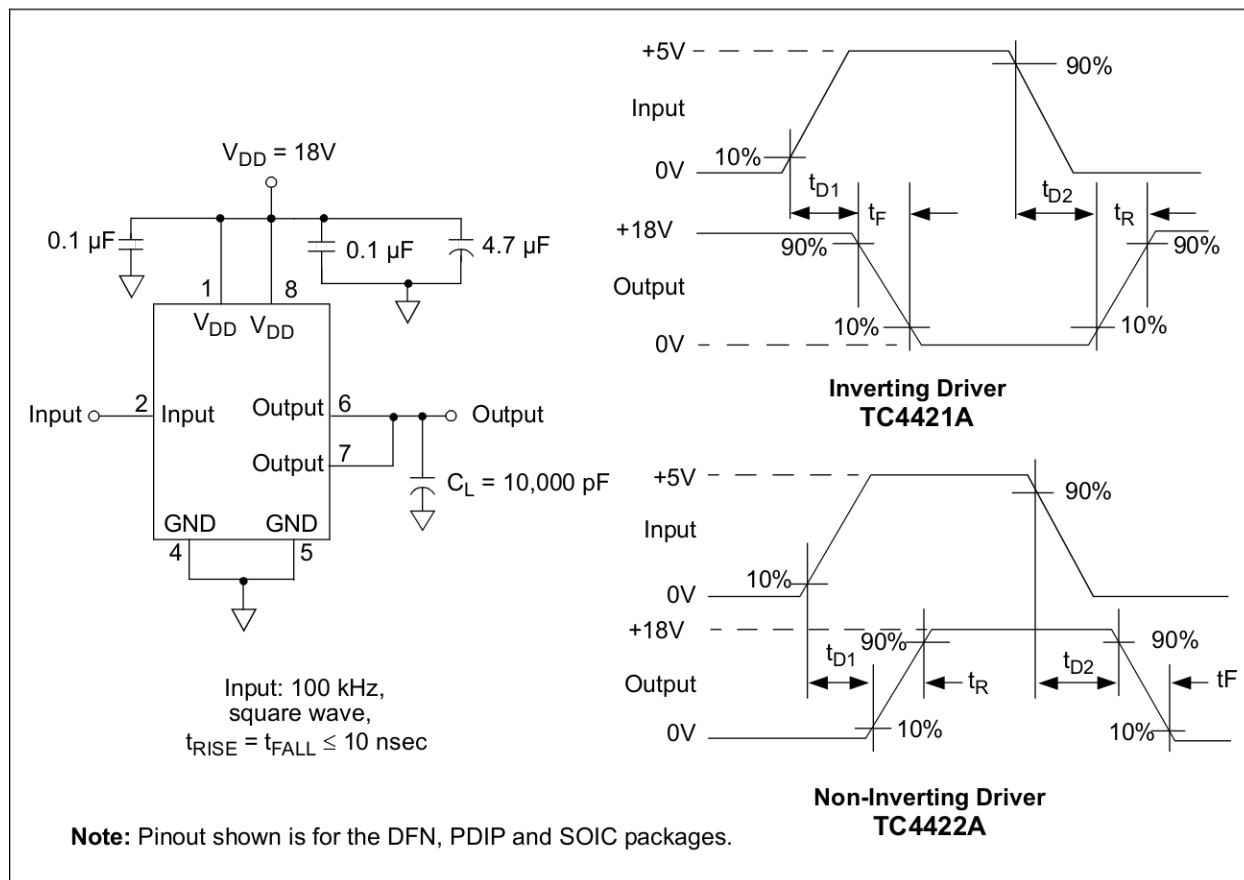 V_DD = 18V
0.1 µF
0.1 µF
4.7 µF
1
8
V_DD
V_DD
Input
2
Input
Output
6
Output
Output
7
C_L = 10,000 pF
GND
GND
4
5
Input: 100 kHz,
square wave,
t_RISE = t_FALL ≤ 10 nsec
+5V
90%
Input
10%
0V
t_D1
t_F
t_D2
t_R
+18V
90%
90%
Output
10%
10%
0V
Inverting Driver
TC4421A
+5V
90%
Input
10%
0V
+18V
90%
90%
t_D1
t_R
t_D2
tF
Output
10%
10%
0V
Non-Inverting Driver
TC4422A
Note: Pinout shown is for the DFN, PDIP and SOIC packages.